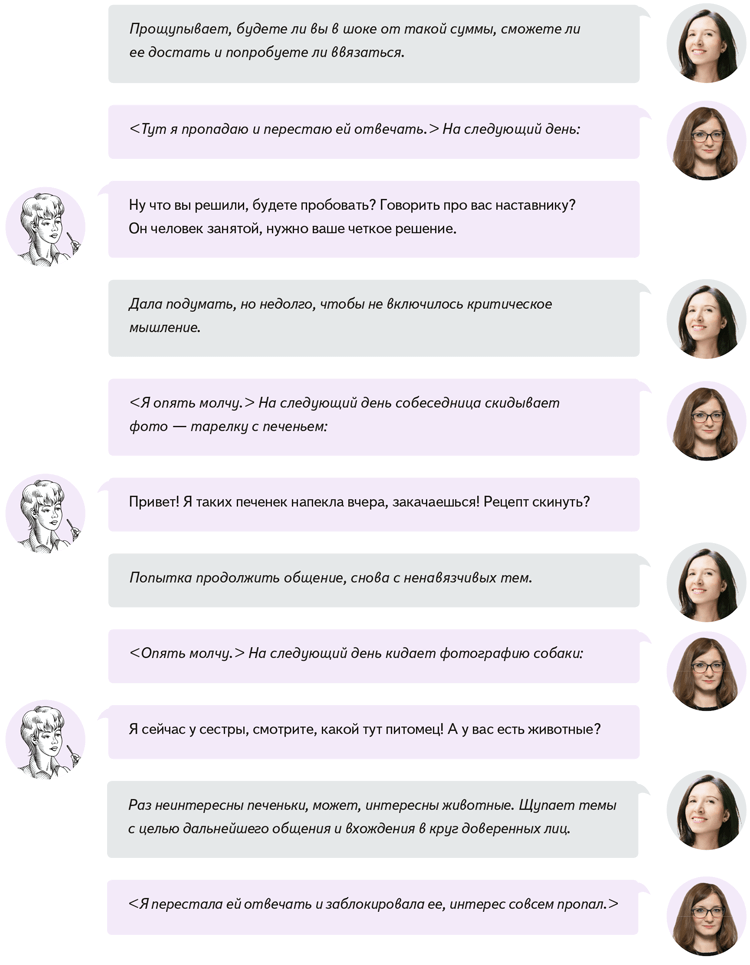 Прощупывает, будете ли вы в шоке от такой суммы, сможете ли
ее достать и попробуете ли ввязаться.
<Тут я пропадаю и перестаю ей отвечать.> На следующий день:
Ну что вы решили, будете пробовать? Говорить про вас наставнику?
Он человек занятой, нужно ваше четкое решение.
Дала подумать, но недолго, чтобы не включилось критическое
мышление.
<Я опять молчу.> На следующий день собеседница скидывает
фото — тарелку с печеньем:
Привет! Я таких печенек напекла вчера, закачаешься! Рецепт скинуть?
Попытка продолжить общение, снова с ненавязчивых тем.
<Опять молчу.> На следующий день кидает фотографию собаки:
Я сейчас у сестры, смотрите, какой тут питомец! А у вас есть животные?
Раз неинтересны печеньки, может, интересны животные. Щупает темы
с целью дальнейшего общения и вхождения в круг доверенных лиц.
<Я перестала ей отвечать и заблокировала ее, интерес совсем пропал.>